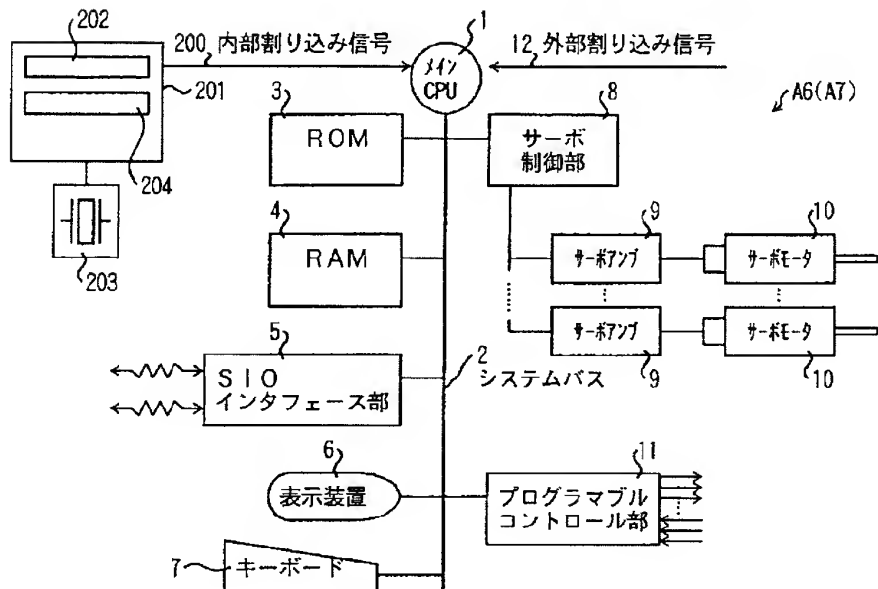 202
200 内部割り込み信号
1
12 外部割り込み信号
メイン
CPU
201
204
203
3
ROM
8
サーボ
制御部
A6(A7)
4
RAM
9
サーボアンプ
10
サーボモータ
サーボアンプ
9
サーボモータ
10
5
SIO
インタフェース部
2
システムバス
6
表示装置
11
プログラマブル
コントロール部
7
キーボード